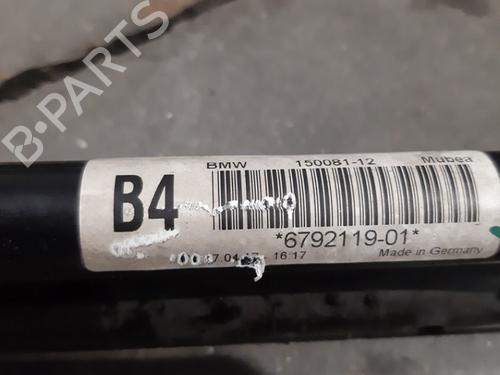 B-PARTS
BMW 150081-12 Mubea
B4
*6792119-01*
16:17 Made in Germany